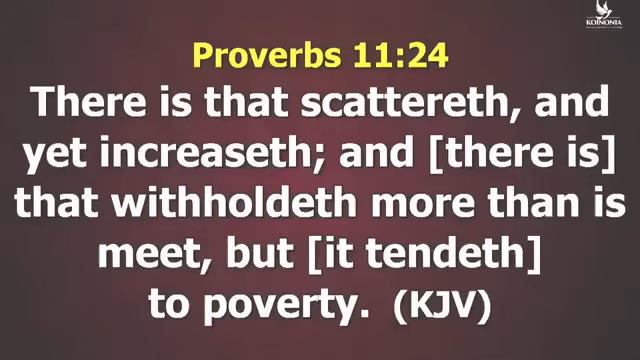 KOINONIA
Proverbs 11:24
There is that scattereth, and
yet increaseth; and [there is]
that withholdeth more than is
meet, but [it tendeth]
to poverty. (KJV)